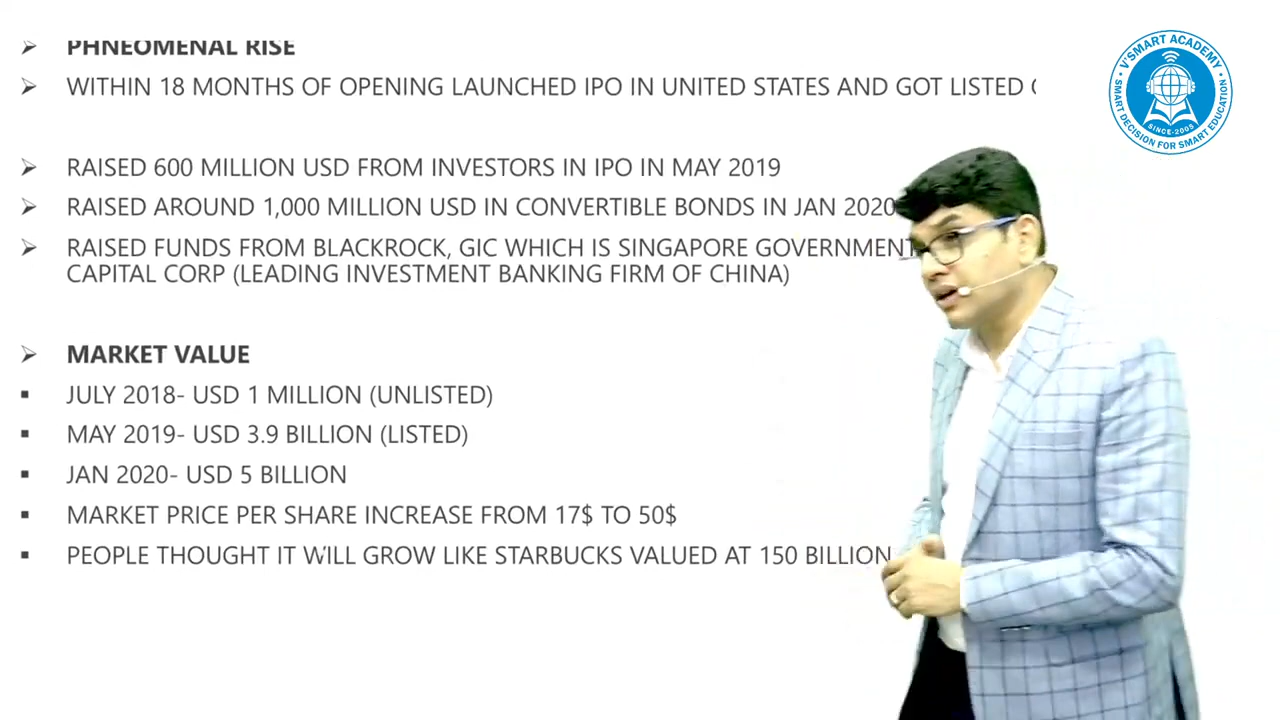 PHNEOMENAL RISE
WITHIN 18 MONTHS OF OPENING LAUNCHED IPO IN UNITED STATES AND GOT LISTED
RAISED 600 MILLION USD FROM INVESTORS IN IPO IN MAY 2019
RAISED AROUND 1,000 MILLION USD IN CONVERTIBLE BONDS IN JAN 2020
RAISED FUNDS FROM BLACKROCK, GIC WHICH IS SINGAPORE GOVERNMENT
CAPITAL CORP (LEADING INVESTMENT BANKING FIRM OF CHINA)
MARKET VALUE
JULY 2018- USD 1 MILLION (UNLISTED)
MAY 2019- USD 3.9 BILLION (LISTED)
JAN 2020- USD 5 BILLION
MARKET PRICE PER SHARE INCREASE FROM 17$ TO 50$
PEOPLE THOUGHT IT WILL GROW LIKE STARBUCKS VALUED AT 150 BILLION
V'SMART ACADEMY
SINCE-2005
SMART DECISION FOR SMART EDUCATION